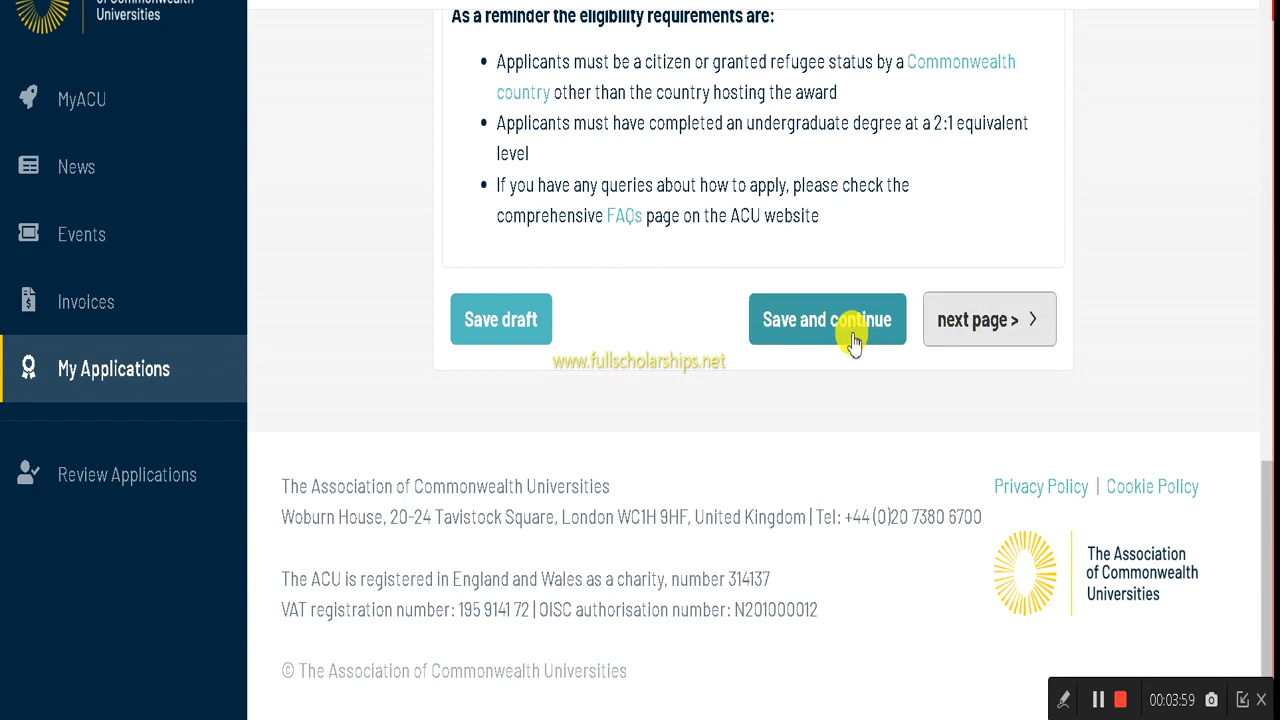 of Commonwealth
Universities
MyACU
News
Events
Invoices
My Applications
Review Applications
As a reminder the eligibility requirements are:
• Applicants must be a citizen or granted refugee status by a Commonwealth
country other than the country hosting the award
• Applicants must have completed an undergraduate degree at a 2:1 equivalent
level
• If you have any queries about how to apply, please check the
comprehensive FAQs page on the ACU website
Save draft
Save and continue
next page > >
www.fullscholarships.net
The Association of Commonwealth Universities
Woburn House, 20-24 Tavistock Square, London WC1H 9HF, United Kingdom | Tel: +44 (0)20 7380 6700
The ACU is registered in England and Wales as a charity, number 314137
VAT registration number: 195 9141 72 | OISC authorisation number: N201000012
© The Association of Commonwealth Universities
Privacy Policy | Cookie Policy
The Association
of Commonwealth
Universities
00:03:59